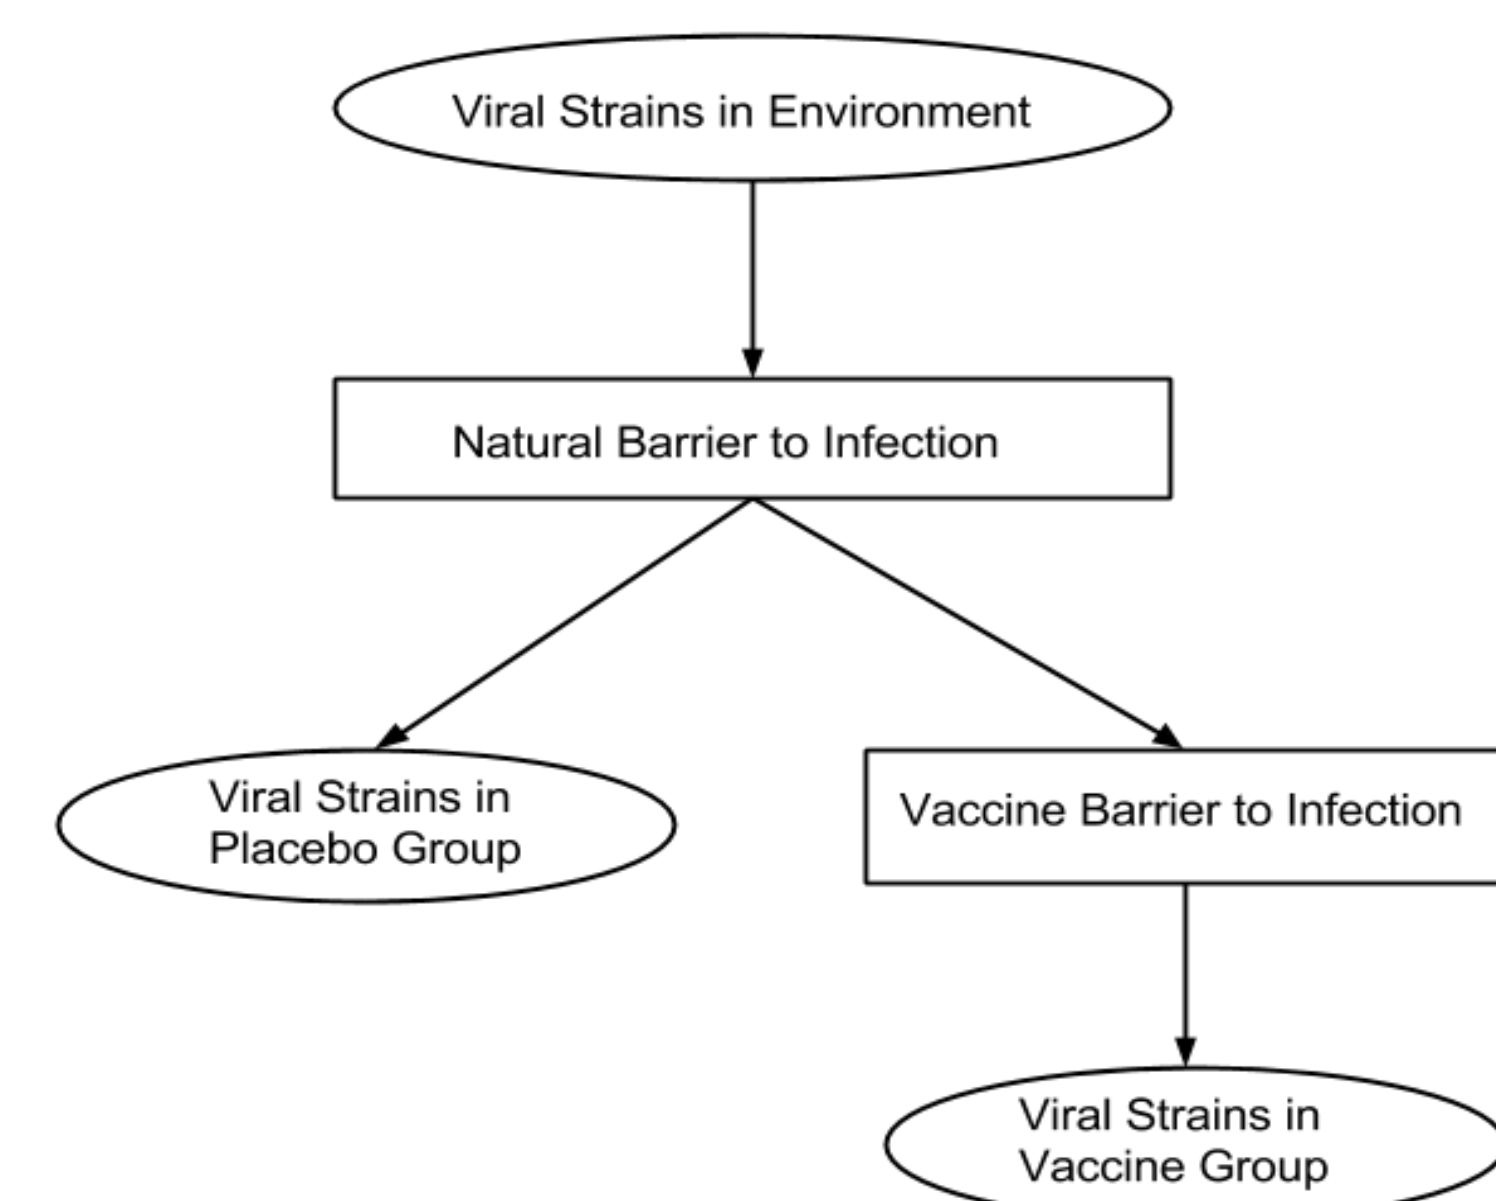 Viral Strains in Environment
Natural Barrier to Infection
Viral Strains in
Placebo Group
Vaccine Barrier to Infection
Viral Strains in
Vaccine Group